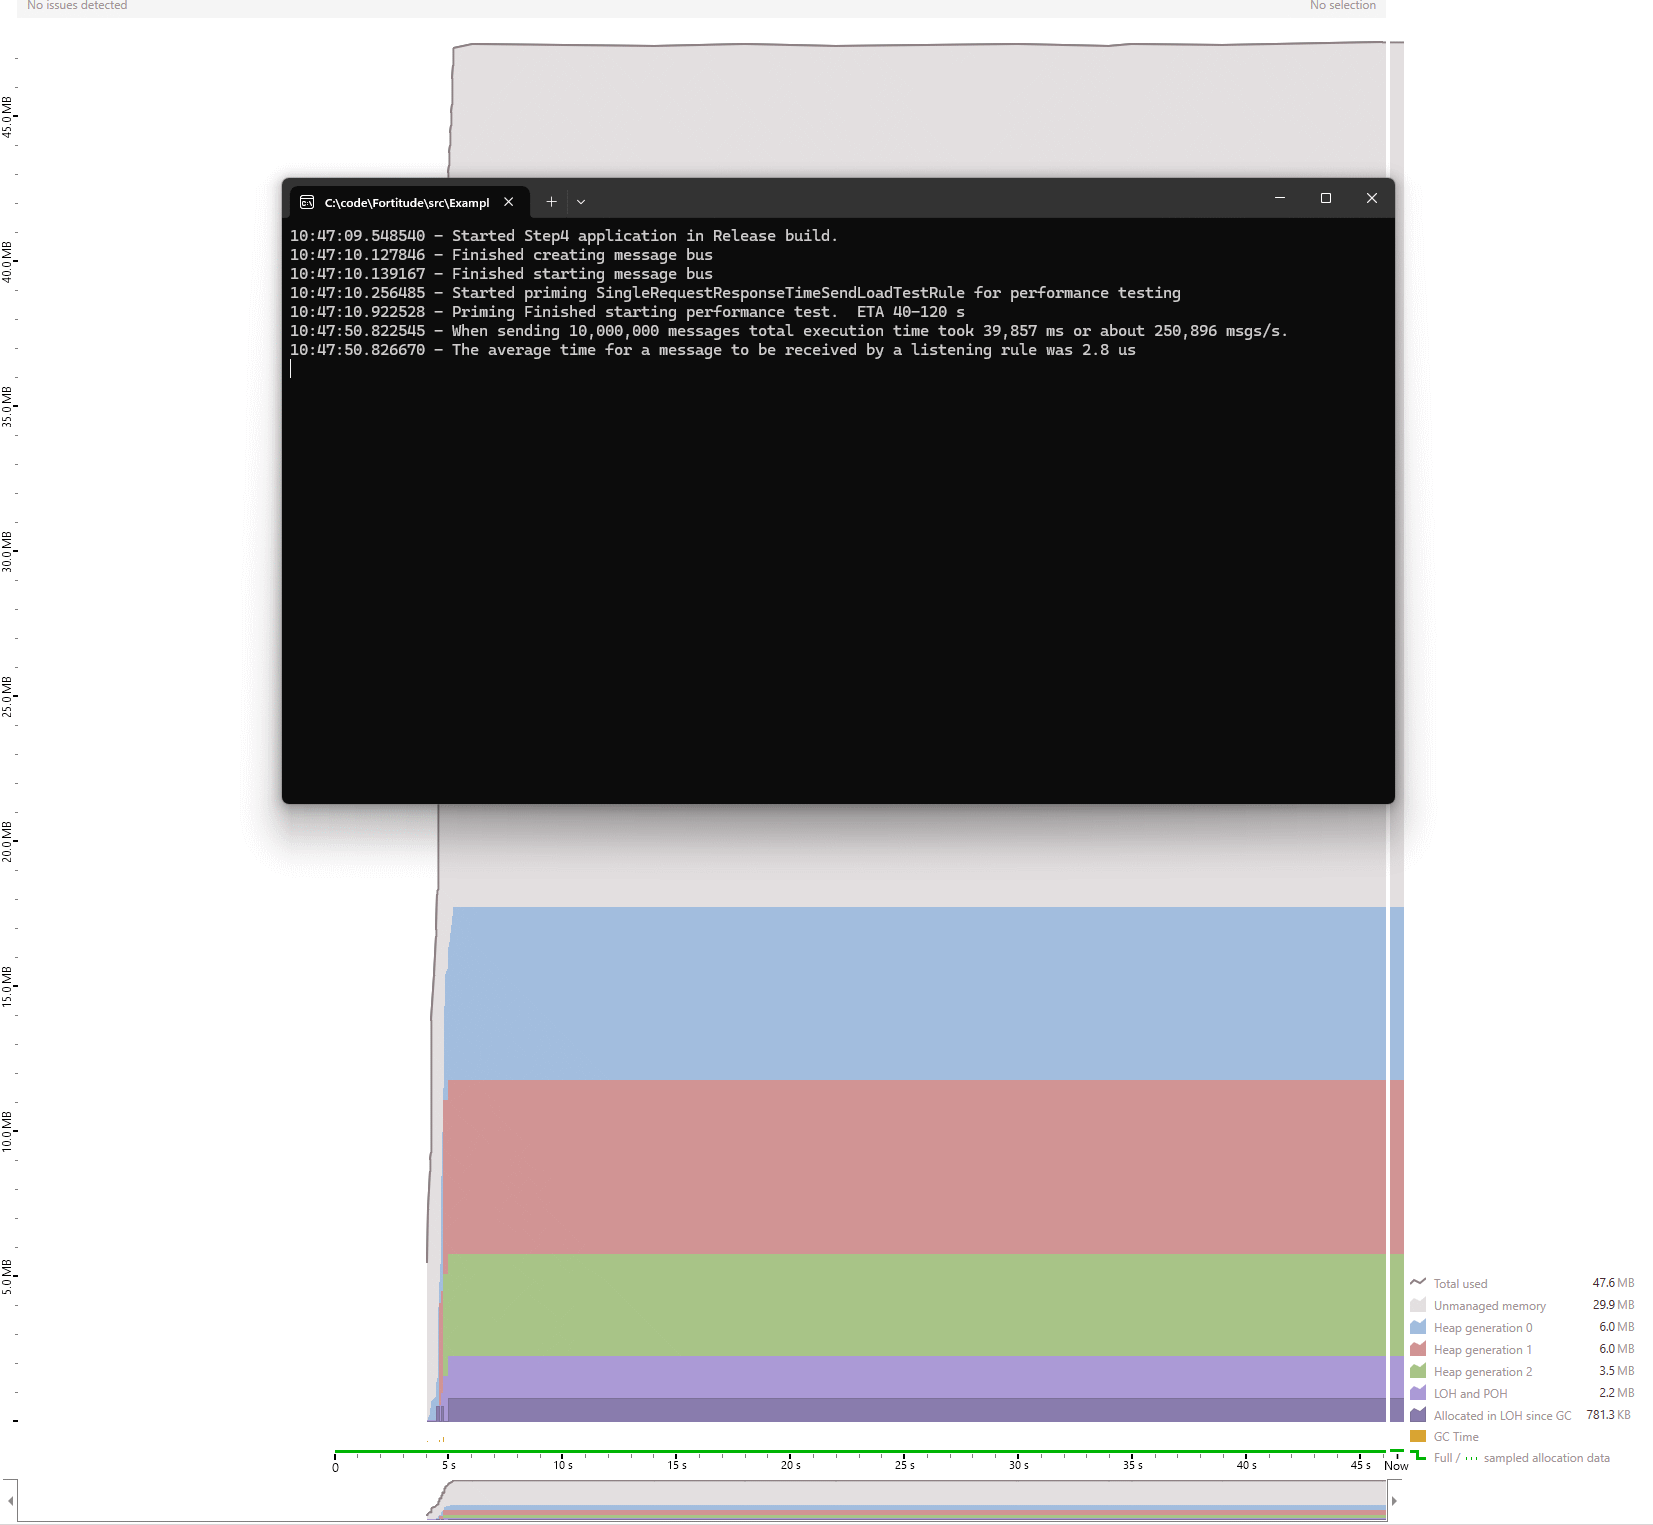 No issues detected
No selection
45.0 MB
40.0 MB
35.0 MB
30.0 MB
25.0 MB
20.0 MB
15.0 MB
10.0 MB
5.0 MB
C:\code\Fortitude\src\Exampl
10:47:09.548540 - Started Step4 application in Release build.
10:47:10.127846 - Finished creating message bus
10:47:10.139167 - Finished starting message bus
10:47:10.256485 - Started priming SingleRequestResponseTimeSendLoadTestRule for performance testing
10:47:10.922528 - Priming Finished starting performance test.  ETA 40-120 s
10:47:50.822545 - When sending 10,000,000 messages total execution time took 39,857 ms or about 250,896 msgs/s.
10:47:50.826670 - The average time for a message to be received by a listening rule was 2.8 us
Total used 47.6 MB
Unmanaged memory 29.9 MB
Heap generation 0 6.0 MB
Heap generation 1 6.0 MB
Heap generation 2 3.5 MB
LOH and POH 2.2 MB
Allocated in LOH since GC 781.3 KB
GC Time
Full / sampled allocation data
0 5 s 10 s 15 s 20 s 25 s 30 s 35 s 40 s 45 s Now